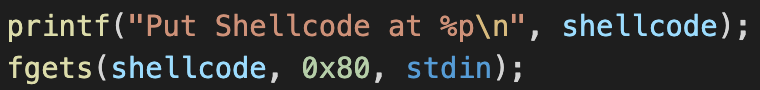 printf("Put Shellcode at %p\n", shellcode);
fgets(shellcode, 0x80, stdin);